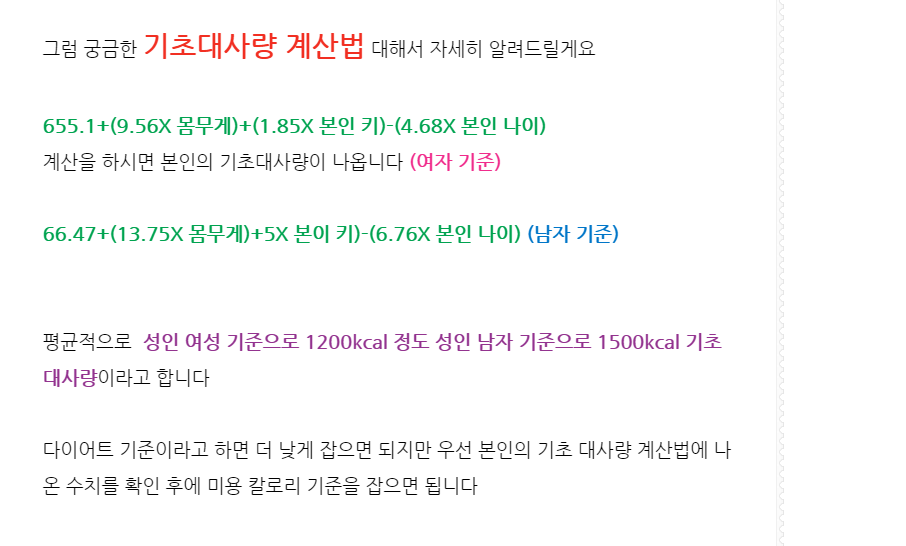 그럼 궁금한 기초대사량 계산법 대해서 자세히 알려드릴게요
655.1+(9.56X 몸무게)+(1.85X 본인 키)-(4.68X 본인 나이)
계산을 하시면 본인의 기초대사량이 나옵니다 (여자 기준)
66.47+(13.75X 몸무게)+5X 본이 키)-(6.76X 본인 나이) (남자 기준)
평균적으로 성인 여성 기준으로 1200kcal 정도 성인 남자 기준으로 1500kcal 기초
대사량이라고 합니다
다이어트 기준이라고 하면 더 낮게 잡으면 되지만 우선 본인의 기초 대사량 계산법에 나
온 수치를 확인 후에 미용 칼로리 기준을 잡으면 됩니다